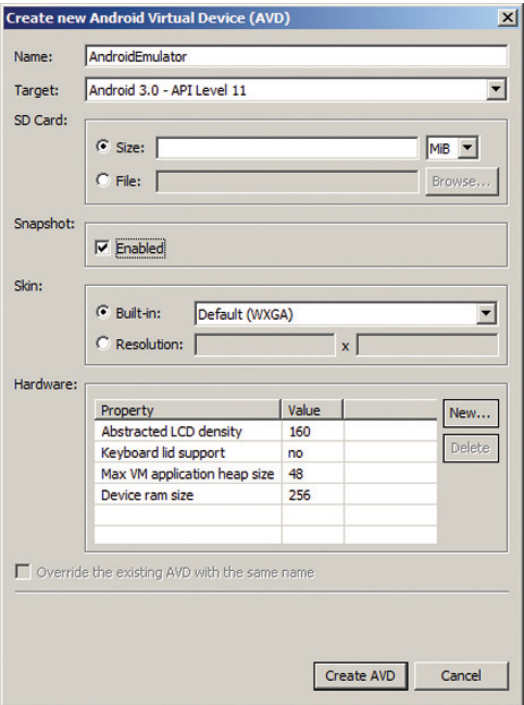 Create new Android Virtual Device (AVD)
Name: AndroidEmulator
Target: Android 3.0 - API Level 11
SD Card:
Size: MiB
File: Browse...
Snapshot:
Enabled
Skin:
Built-in: Default (WXGA)
Resolution: x
Hardware:
Property Value New...
Abstracted LCD density 160
Keyboard lid support no Delete
Max VM application heap size 48
Device ram size 256
Override the existing AVD with the same name
Create AVD Cancel